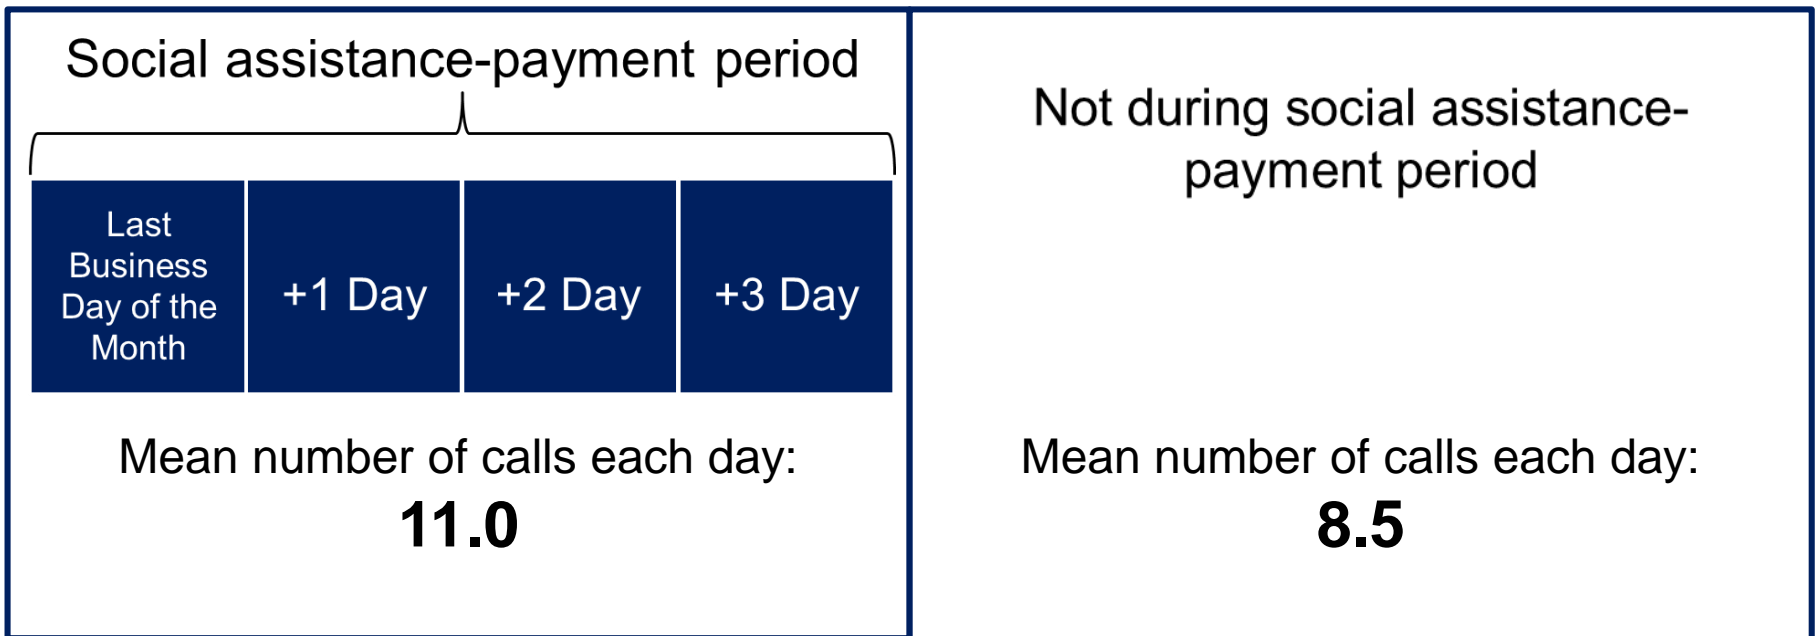 Social assistance-payment period
Last
Business
Day of the
Month
+1 Day
+2 Day
+3 Day
Mean number of calls each day:
11.0
Not during social assistance-
payment period
Mean number of calls each day:
8.5